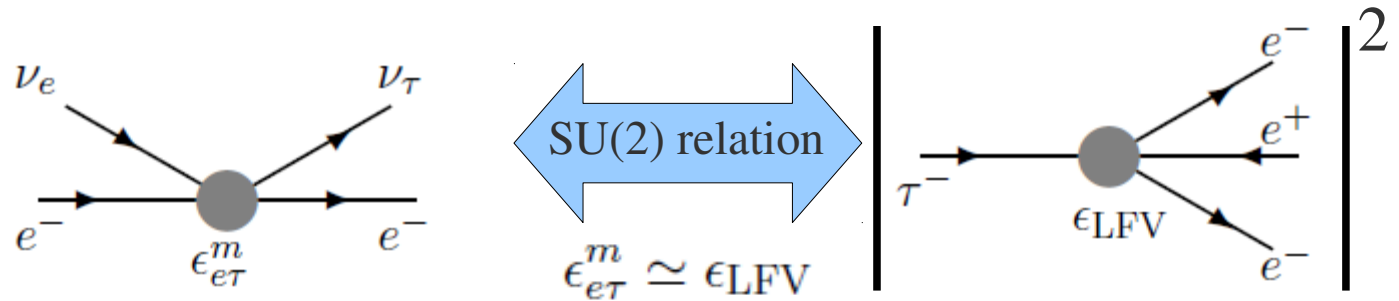 ν_e
ν_τ
e⁻
e⁻
ϵ^m_{eτ}
SU(2) relation
ϵ^m_{eτ} ≃ ϵ_LFV
2
e⁻
e⁺
τ⁻
ϵ_LFV
e⁻